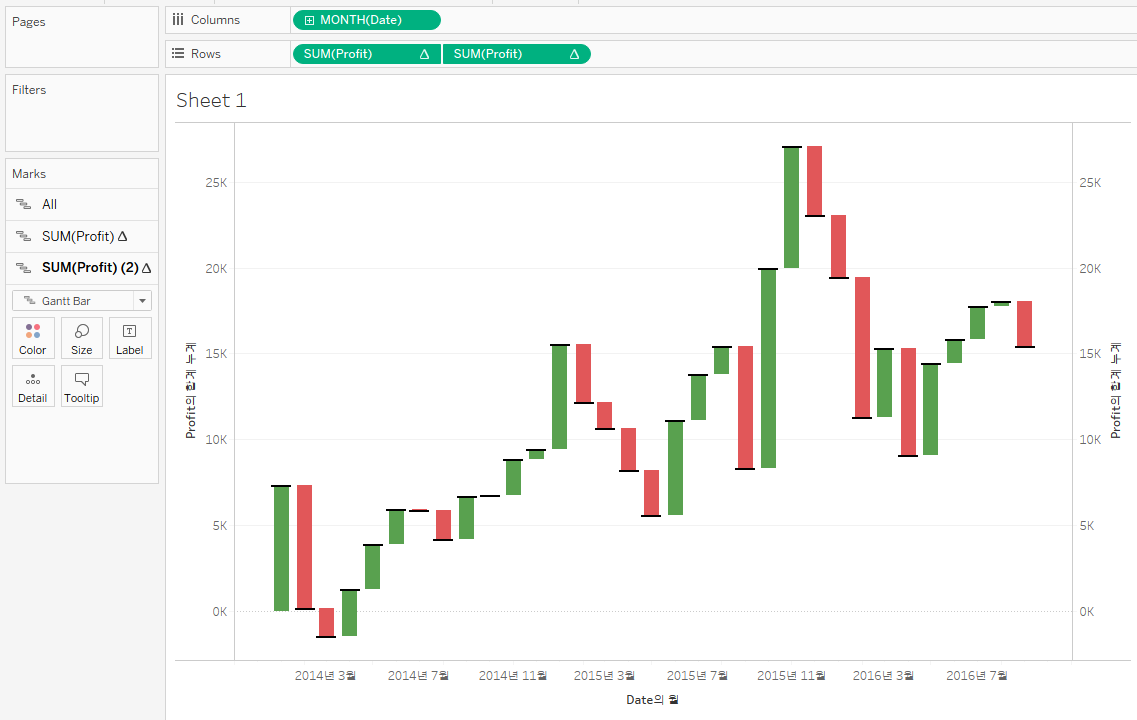 Pages
Columns
MONTH(Date)
Rows
SUM(Profit) Δ
SUM(Profit) Δ
Filters
Marks
All
SUM(Profit) Δ
SUM(Profit) (2) Δ
Gantt Bar
Color
Size
T
Label
Detail
Tooltip
Sheet 1
25K
20K
15K
10K
5K
0K
Profit의 합계 누계
25K
20K
15K
10K
5K
0K
Profit의 합계 누계
2014년 3월
2014년 7월
2014년 11월
2015년 3월
2015년 7월
2015년 11월
2016년 3월
2016년 7월
Date의 월